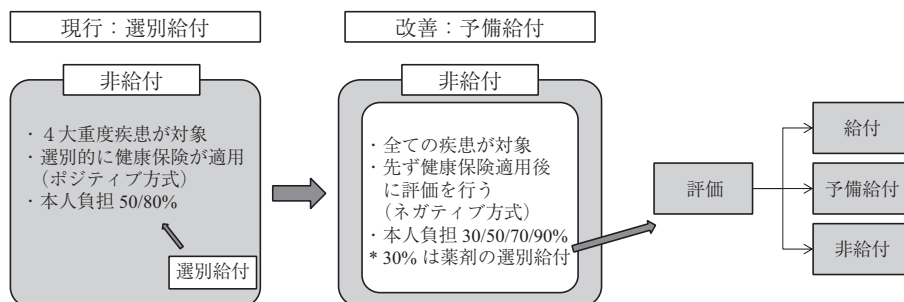 現行：選別給付
非給付
・４大重度疾患が対象
・選別的に健康保険が適用
（ポジティブ方式）
・本人負担 50/80%
選別給付
改善：予備給付
非給付
・全ての疾患が対象
・先ず健康保険適用後
に評価を行う
（ネガティブ方式）
・本人負担 30/50/70/90%
* 30% は薬剤の選別給付
評価
給付
予備給付
非給付